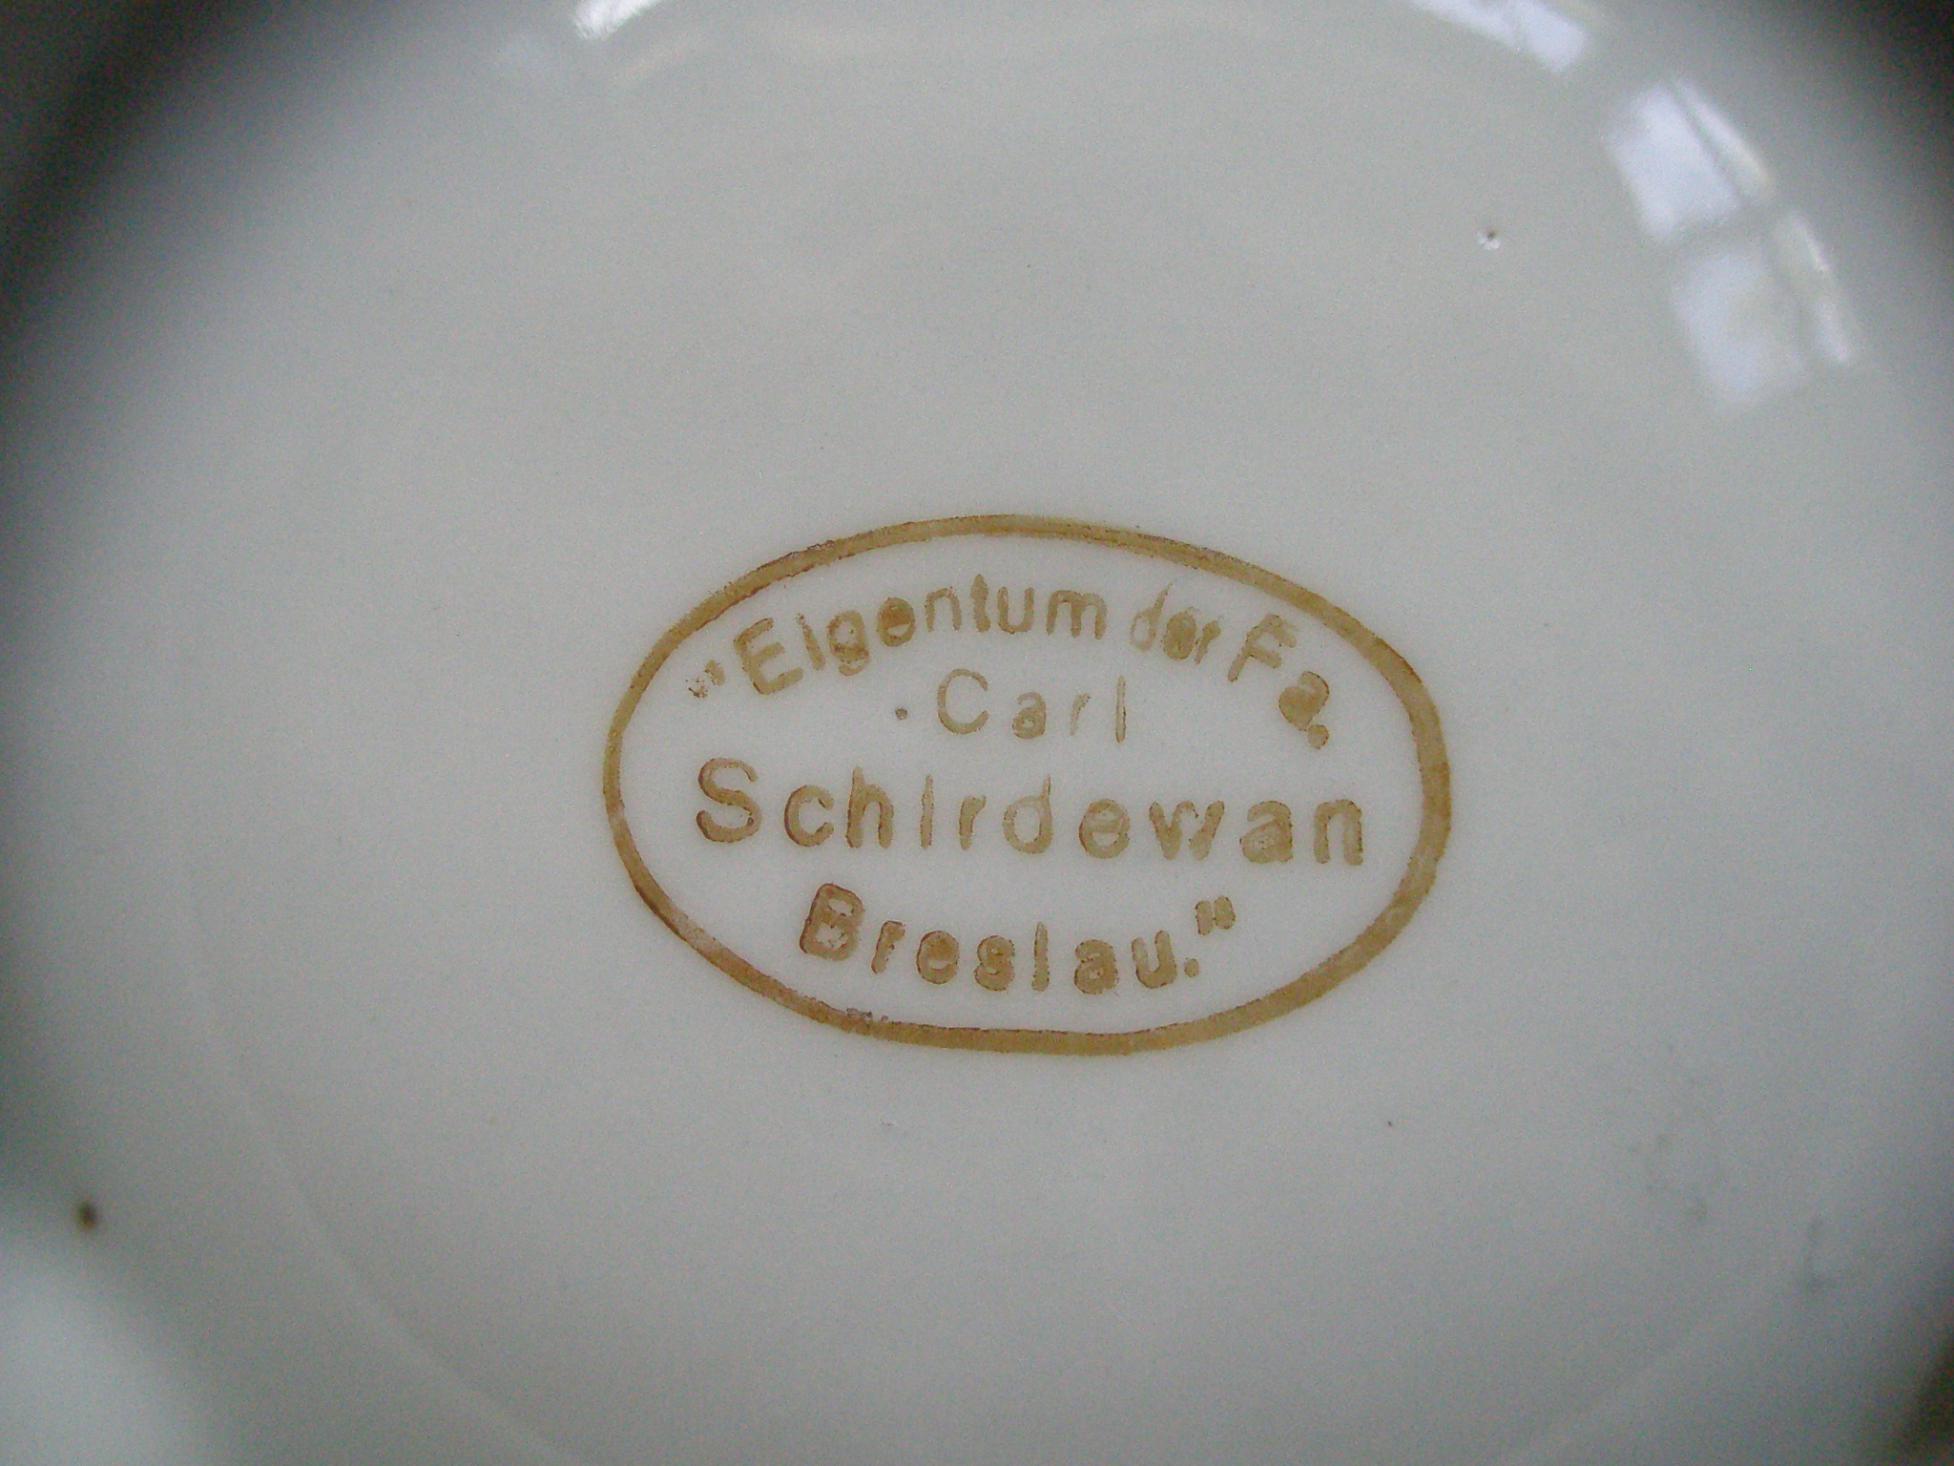 "Eigentum der Fa.
Carl
Schirdewan
Breslau."